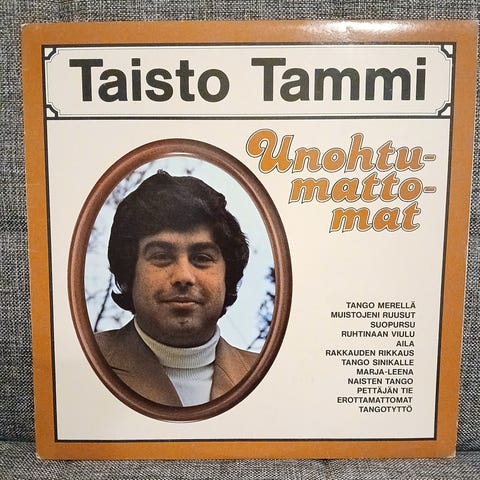 Taisto Tammi
Unohtu-
matto-
mat
TANGO MERELLÄ
MUISTOJENI RUUSUT
SUOPURSU
RUHTINAAN VIULU
AILA
RAKKAUDEN RIKKAUS
TANGO SINIKALLE
MARJA-LEENA
NAISTEN TANGO
PETTÄJÄN TIE
EROTTAMATTOMAT
TANGOTYTTÖ